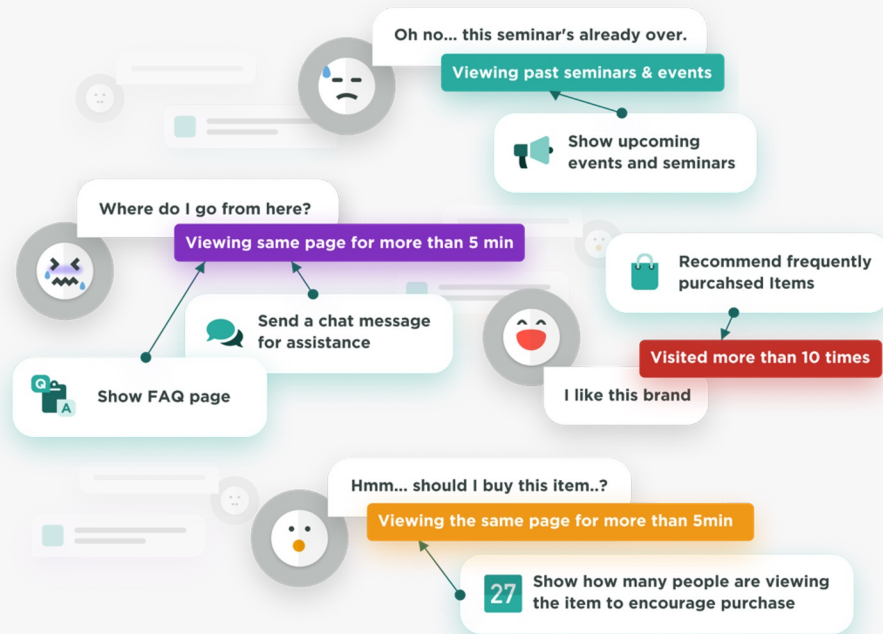 Oh no... this seminar's already over.
Viewing past seminars & events
Show upcoming
events and seminars
Where do I go from here?
Viewing same page for more than 5 min
Send a chat message
for assistance
Q
A
Show FAQ page
Recommend frequently
purcahsed Items
Visited more than 10 times
I like this brand
Hmm... should I buy this item..?
Viewing the same page for more than 5min
27
Show how many people are viewing
the item to encourage purchase